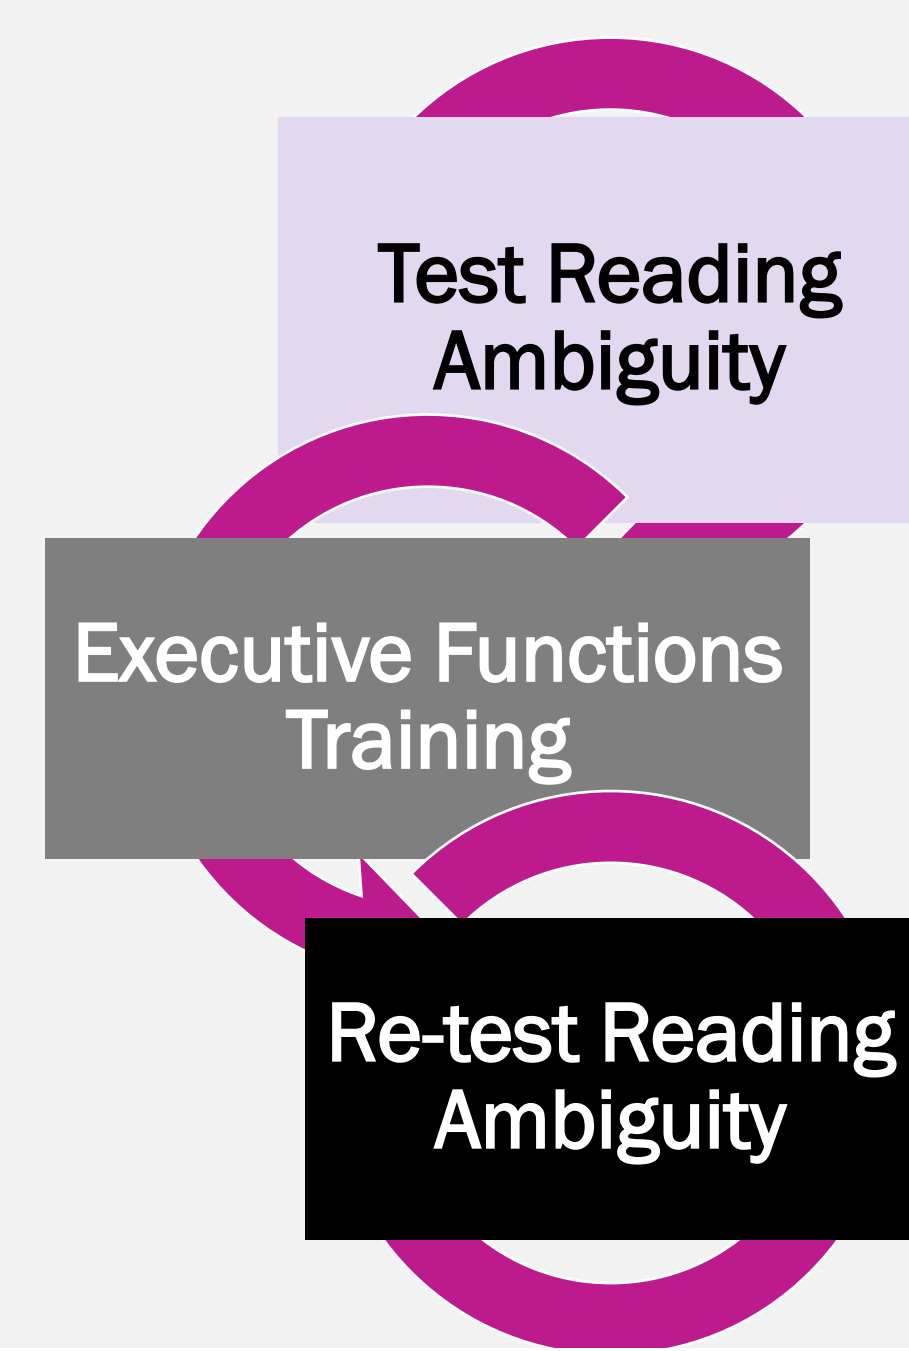 Test Reading
Ambiguity
Executive Functions
Training
Re-test Reading
Ambiguity